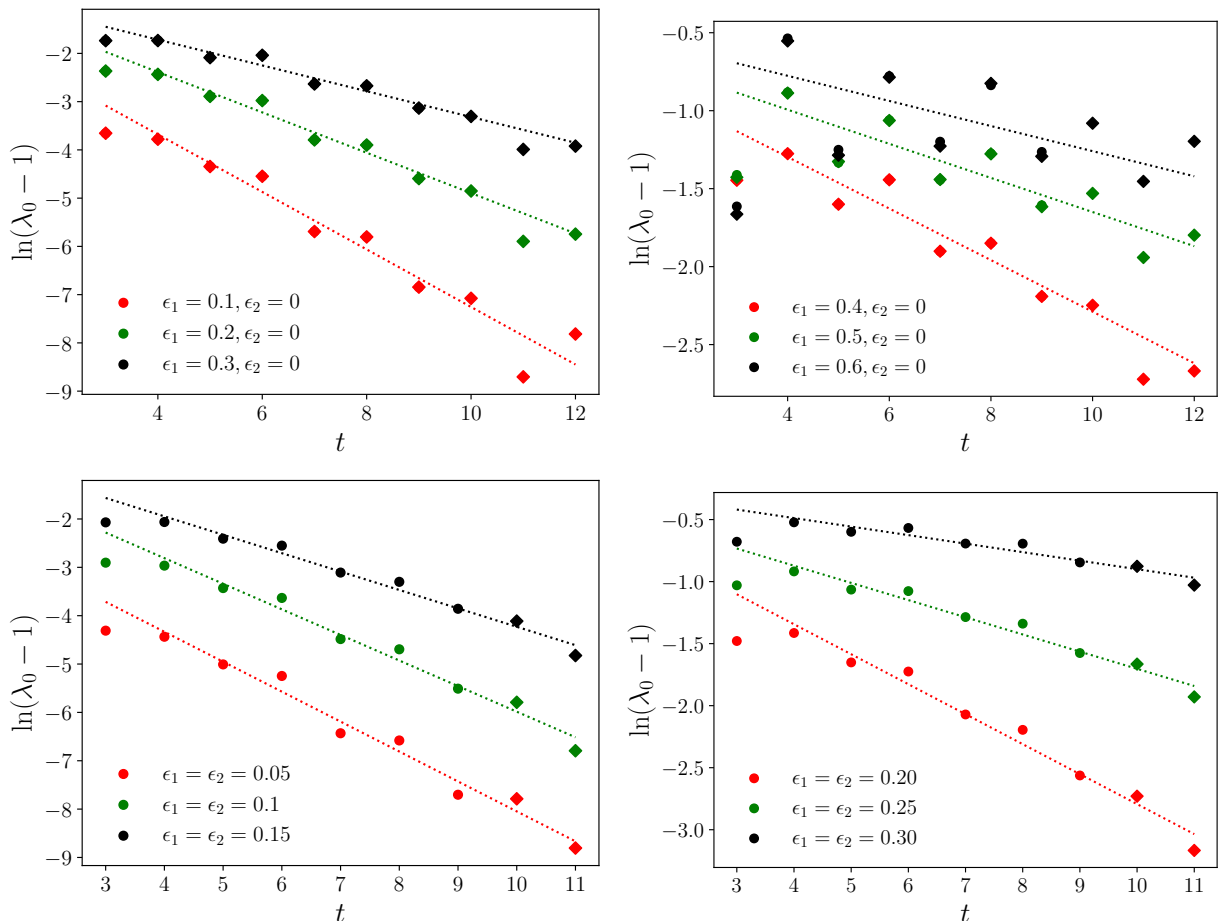 −2
−3
−4
−5
−6
−7
−8
−9
ln(λ₀ − 1)
ϵ₁ = 0.1, ϵ₂ = 0
ϵ₁ = 0.2, ϵ₂ = 0
ϵ₁ = 0.3, ϵ₂ = 0
4 6 8 10 12
t
−0.5
−1.0
−1.5
−2.0
−2.5
ln(λ₀ − 1)
ϵ₁ = 0.4, ϵ₂ = 0
ϵ₁ = 0.5, ϵ₂ = 0
ϵ₁ = 0.6, ϵ₂ = 0
4 6 8 10 12
t
−2
−3
−4
−5
−6
−7
−8
−9
ln(λ₀ − 1)
ϵ₁ = ϵ₂ = 0.05
ϵ₁ = ϵ₂ = 0.1
ϵ₁ = ϵ₂ = 0.15
3 4 5 6 7 8 9 10 11
t
−0.5
−1.0
−1.5
−2.0
−2.5
−3.0
ln(λ₀ − 1)
ϵ₁ = ϵ₂ = 0.20
ϵ₁ = ϵ₂ = 0.25
ϵ₁ = ϵ₂ = 0.30
3 4 5 6 7 8 9 10 11
t